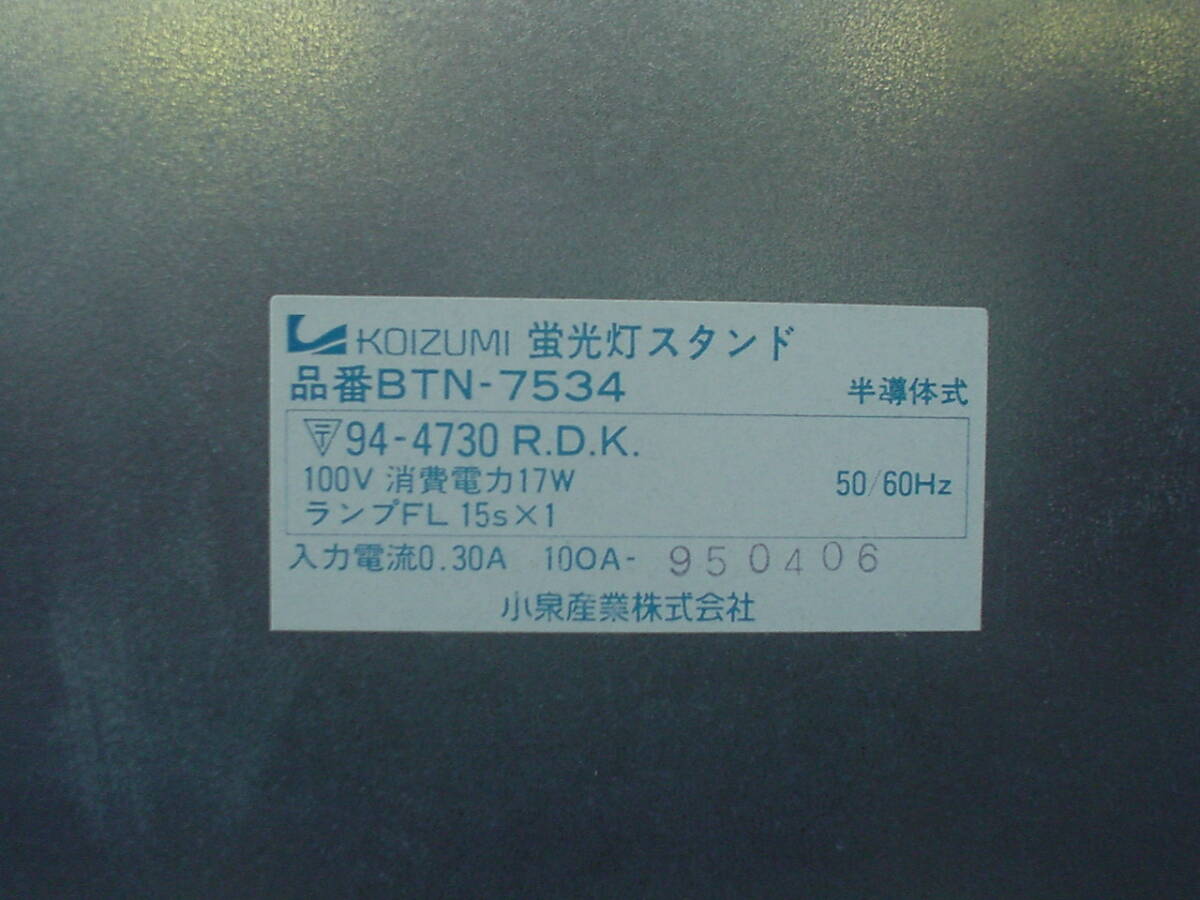 KOIZUMI 蛍光灯スタンド
品番BTN-7534 半導体式
〒94-4730 R.D.K.
100V 消費電力17W 50/60Hz
ランプFL 15s×1
入力電流0.30A 100A-950406
小泉産業株式会社